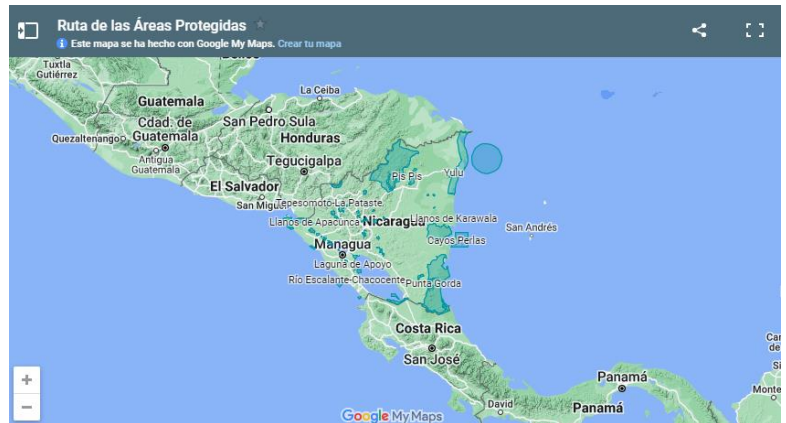 Ruta de las Áreas Protegidas
Este mapa se ha hecho con Google My Maps. Crear tu mapa
Tuxtla
Gutiérrez
La Ceiba
Guatemala
Cdad. de
Guatemala
San Pedro Sula
Honduras
Quezaltenango
Antigua
Guatemala
Tegucigalpa
Pis Pis
Yulu
El Salvador
San Miguel
Tepesomoto-La Pataste
Llanos de Apacunca
Nicaragua
Llanos de Karawala
San Andrés
Managua
Cayos Perlas
Laguna de Apoyo
Río Escalante-Chacocente
Punta Gorda
Costa Rica
San José
Panamá
David
Panamá
Monte
+
−
Google My Maps